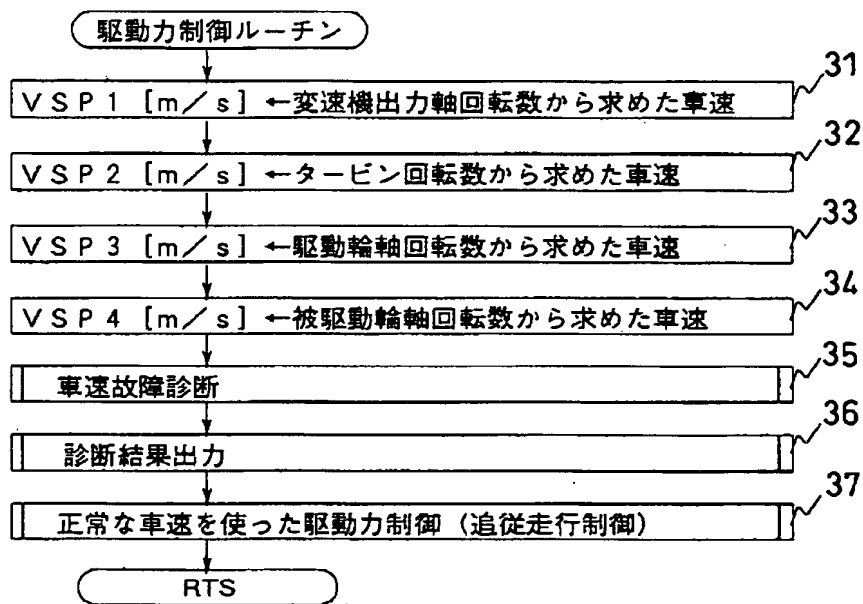 駆動力制御ルーチン
31
VSP1 [m/s] ←変速機出力軸回転数から求めた車速
32
VSP2 [m/s] ←タービン回転数から求めた車速
33
VSP3 [m/s] ←駆動輪軸回転数から求めた車速
34
VSP4 [m/s] ←被駆動輪軸回転数から求めた車速
35
車速故障診断
36
診断結果出力
37
正常な車速を使った駆動力制御（追従走行制御）
RTS